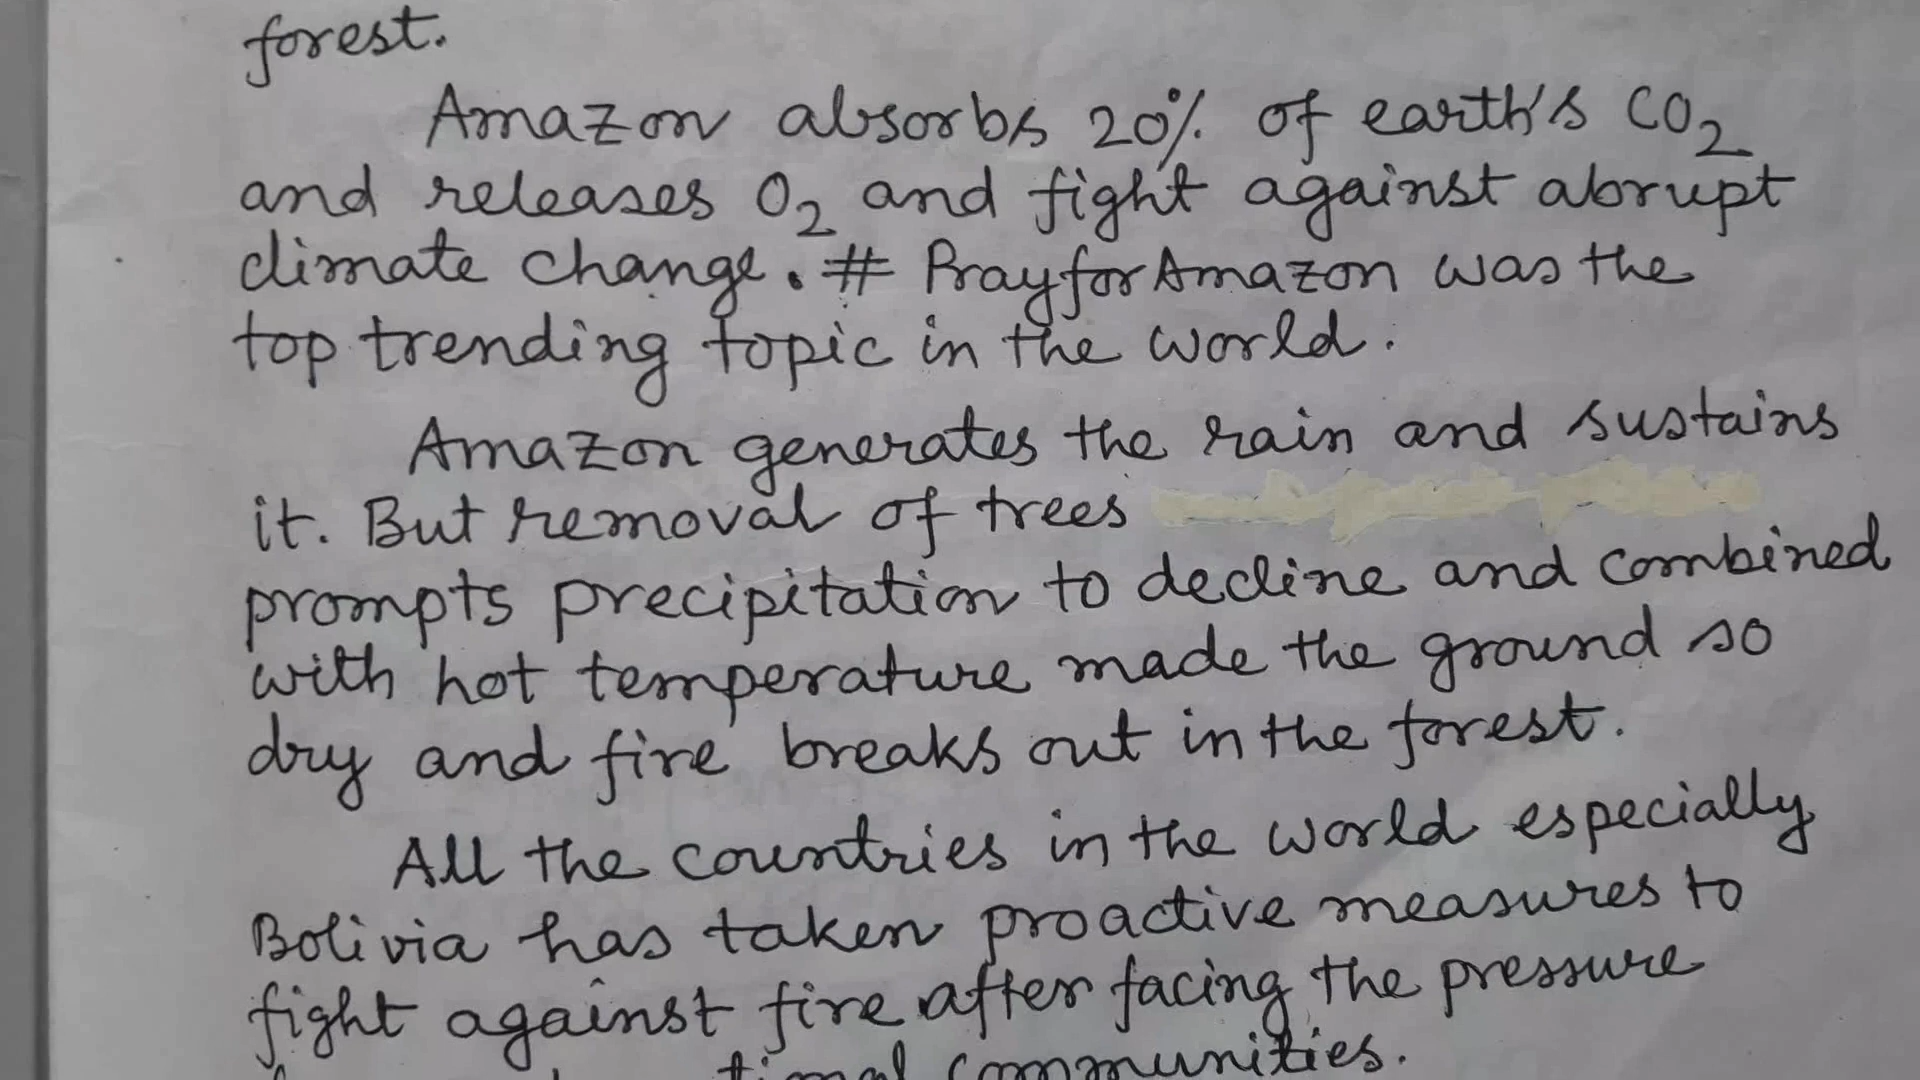 forest.
Amazon absorbs 20% of earth's CO2
and releases O2 and fight against abrupt
climate change. # PrayforAmazon was the
top trending topic in the world.
Amazon generates the rain and sustains
it. But removal of trees
prompts precipitation to decline and combined
with hot temperature made the ground so
dry and fire breaks out in the forest.
All the countries in the world especially
Bolivia has taken proactive measures to
fight against fire after facing the pressure
communities.